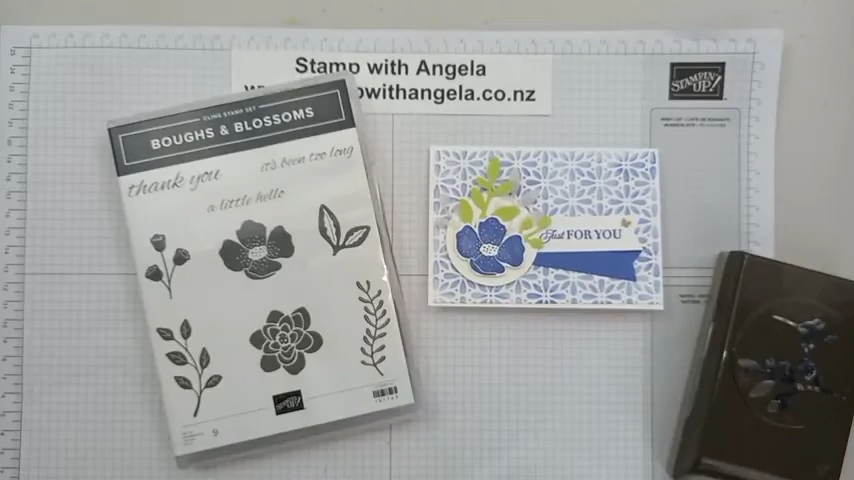 Stamp with Angela
withangela.co.nz
STAMPIN' UP!
CLING STAMP SET
BOUGHS & BLOSSOMS
thank you
it's been too long
a little hello
Just FOR YOU
STAMPIN' UP!
9